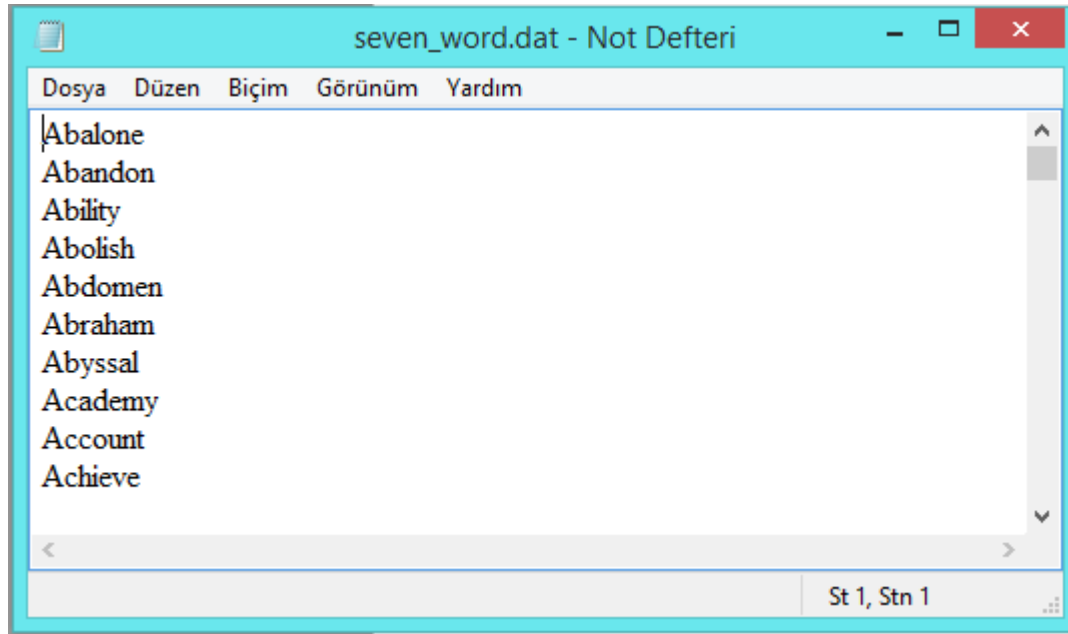 seven_word.dat - Not Defteri
Dosya Düzen Biçim Görünüm Yardım
Abalone
Abandon
Ability
Abolish
Abdomen
Abraham
Abyssal
Academy
Account
Achieve
St 1, Stn 1